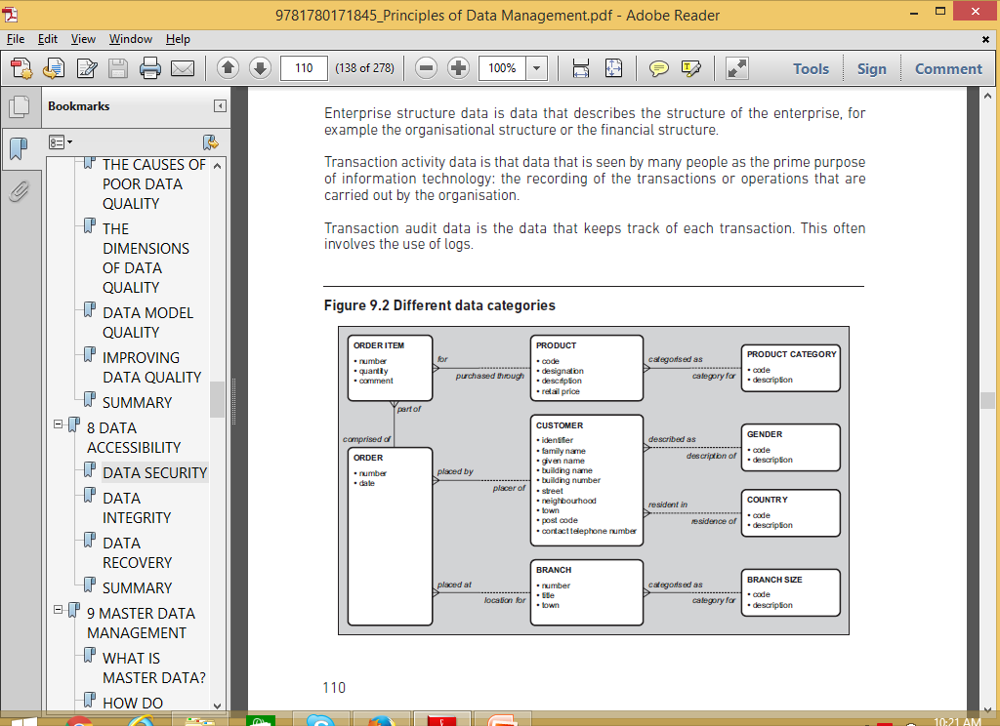 9781780171845_Principles of Data Management.pdf - Adobe Reader
File Edit View Window Help
110 (138 of 278) 100% Tools Sign Comment
Bookmarks
THE CAUSES OF
POOR DATA
QUALITY
THE
DIMENSIONS
OF DATA
QUALITY
DATA MODEL
QUALITY
IMPROVING
DATA QUALITY
SUMMARY
8 DATA
ACCESSIBILITY
DATA SECURITY
DATA
INTEGRITY
DATA
RECOVERY
SUMMARY
9 MASTER DATA
MANAGEMENT
WHAT IS
MASTER DATA?
HOW DO
Enterprise structure data is data that describes the structure of the enterprise, for
example the organisational structure or the financial structure.
Transaction activity data is that data that is seen by many people as the prime purpose
of information technology: the recording of the transactions or operations that are
carried out by the organisation.
Transaction audit data is the data that keeps track of each transaction. This often
involves the use of logs.
Figure 9.2 Different data categories
ORDER ITEM
• number
• quantity
• comment
for
purchased through
PRODUCT
• code
• designation
• description
• retail price
categorised as
category for
PRODUCT CATEGORY
• code
• description
part of
comprised of
ORDER
• number
• date
placed by
placer of
CUSTOMER
• identifier
• family name
• given name
• building name
• building number
• street
• neighbourhood
• town
• post code
• contact telephone number
described as
description of
GENDER
• code
• description
resident in
residence of
COUNTRY
• code
• description
placed at
location for
BRANCH
• number
• title
• town
categorised as
category for
BRANCH SIZE
• code
• description
110
10:21 AM